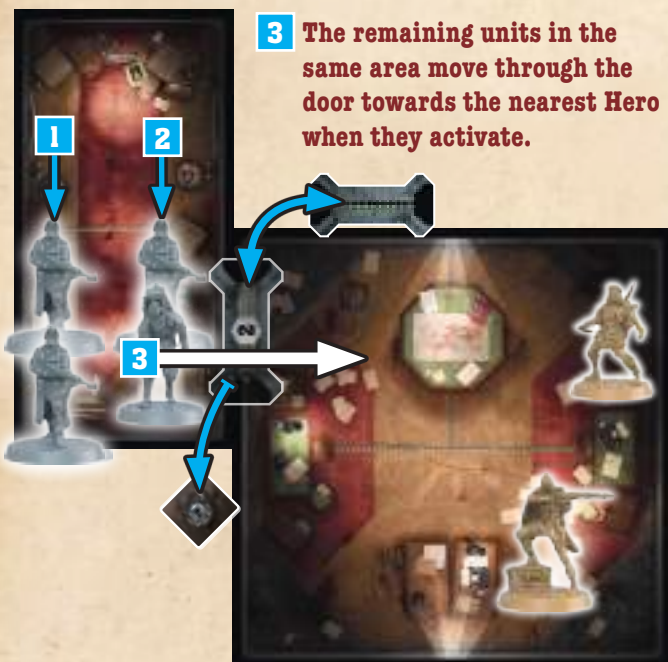 3 The remaining units in the
same area move through the
door towards the nearest Hero
when they activate.
1 2
3